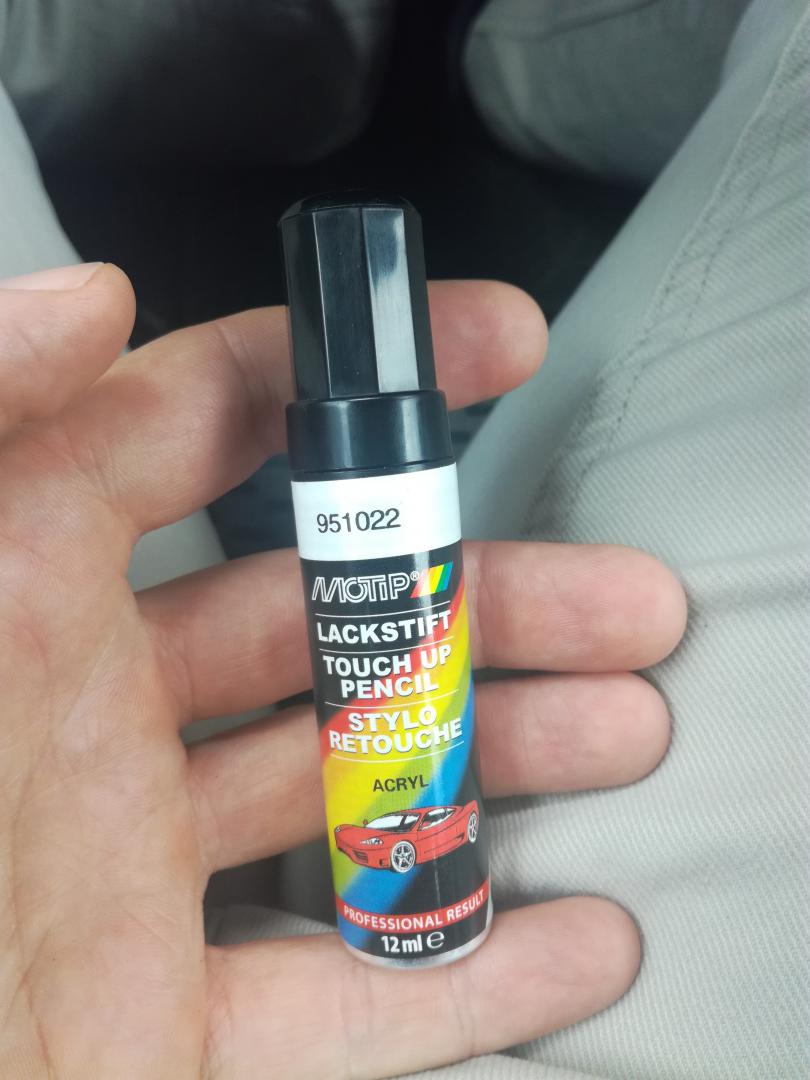 951022
MOTIP®
LACKSTIFT
TOUCH UP
PENCIL
STYLO
RETOUCHE
ACRYL
PROFESSIONAL RESULT
12ml ℮